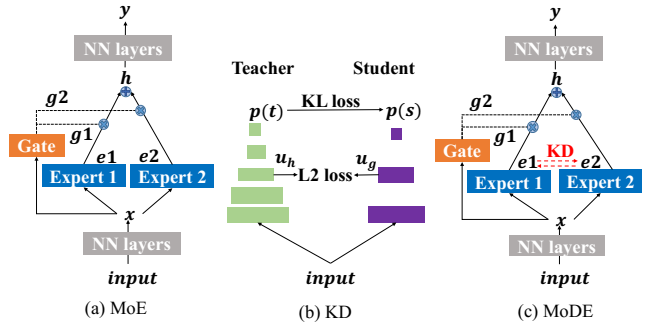 y
NN layers
h
g2
g1
Gate
e1
e2
Expert 1
Expert 2
x
NN layers
input
(a) MoE
Teacher
Student
p(t)
KL loss
p(s)
u_h
L2 loss
u_g
input
(b) KD
y
NN layers
h
g2
g1
Gate
e1
KD
e2
Expert 1
Expert 2
x
NN layers
input
(c) MoDE